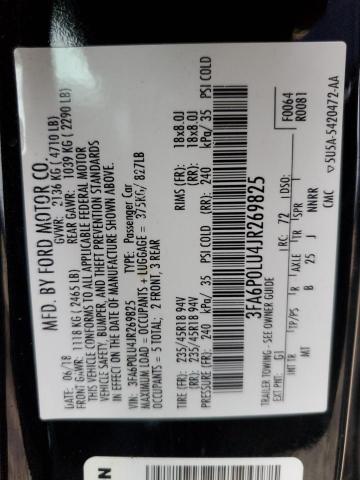 MFD. BY FORD MOTOR CO.
DATE: 06/18 GVWR: 2136 KG (4710 LB)
FRONT GAWR: 1118 KG (2465 LB) REAR GAWR: 1039 KG (2290 LB)
THIS VEHICLE CONFORMS TO ALL APPLICABLE FEDERAL MOTOR
VEHICLE SAFETY, BUMPER, AND THEFT PREVENTION STANDARDS
IN EFFECT ON THE DATE OF MANUFACTURE SHOWN ABOVE.
VIN: 3FA6P0LU4JR269825 Passenger Car
MAXIMUM LOAD = OCCUPANTS + LUGGAGE = 375KG/ 827LB
OCCUPANTS = 5 TOTAL; 2 FRONT, 3 REAR
TIRE (FR): 235/45R18 94V RIM (FR): 18x8.0J
TIRE (RR): 235/45R18 94V RIM (RR): 18x8.0J
PRESSURE (FR): 240 kPa/ 35 PSI COLD (RR): 240 kPa/ 35 PSI COLD
3FA6P0LU4JR269825
F0064
R0081
TRAILER TOWING - SEE OWNER GUIDE
EXT PNT: G1 RC: 72 DSO:
INT TR TP/PS R AXLE TR SPR
MT B 25 J NNRR
CMC 5U5A-5420472-AA
N